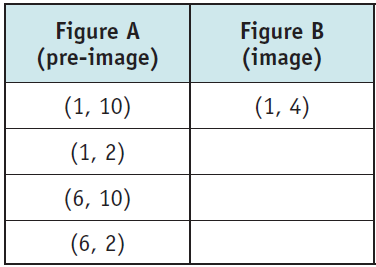 Figure A
(pre-image)
Figure B
(image)
(1, 10)
(1, 4)
(1, 2)
(6, 10)
(6, 2)